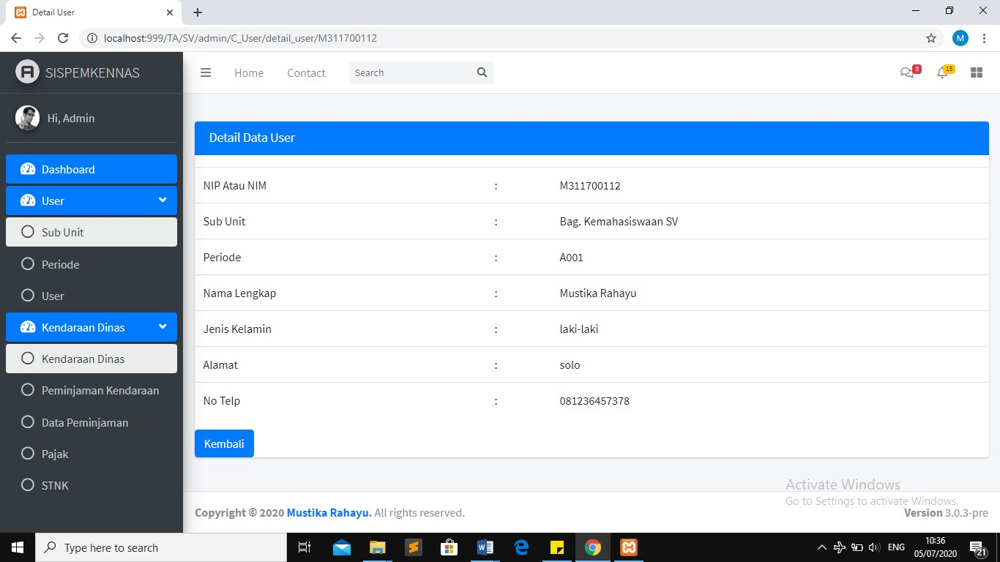 Detail User
localhost:999/TA/SV/admin/C_User/detail_user/M311700112
M
SISPEMKENNAS
Home Contact Search
3 15
Hi, Admin
Dashboard
User
Sub Unit
Periode
User
Kendaraan Dinas
Kendaraan Dinas
Peminjaman Kendaraan
Data Peminjaman
Pajak
STNK
Detail Data User
NIP Atau NIM : M311700112
Sub Unit : Bag. Kemahasiswaan SV
Periode : A001
Nama Lengkap : Mustika Rahayu
Jenis Kelamin : laki-laki
Alamat : solo
No Telp : 081236457378
Kembali
Activate Windows
Go to Settings to activate Windows.
Copyright © 2020 Mustika Rahayu. All rights reserved.
Version 3.0.3-pre
Type here to search
ENG
10:36
05/07/2020
21